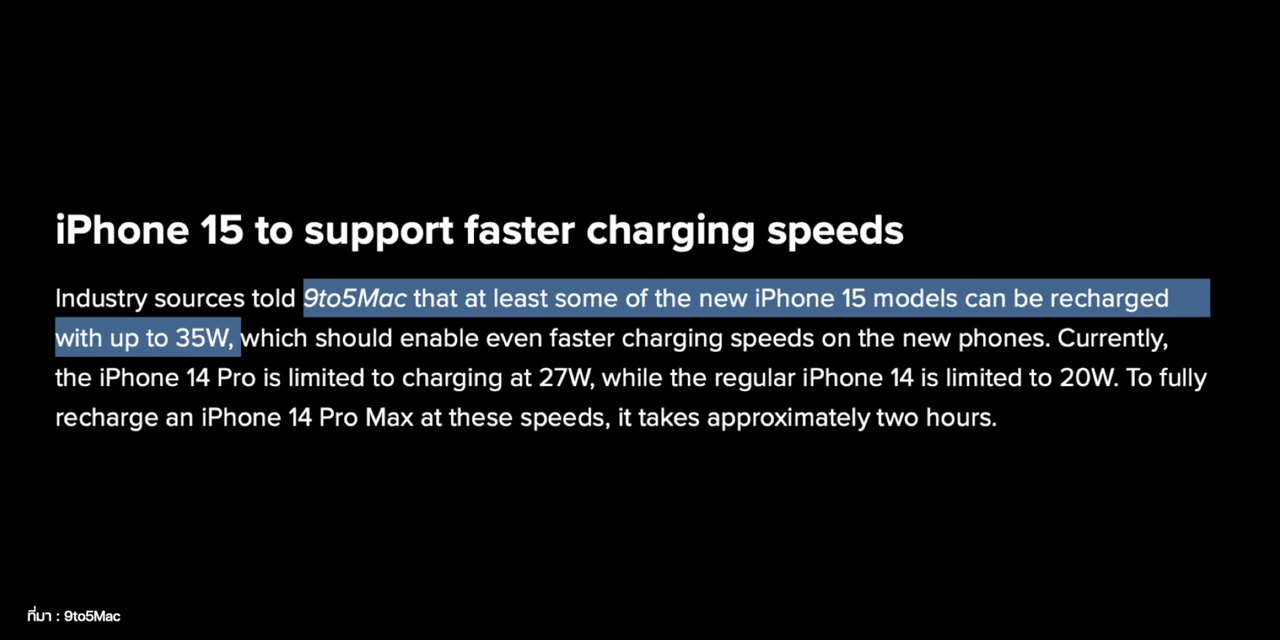 iPhone 15 to support faster charging speeds
Industry sources told 9to5Mac that at least some of the new iPhone 15 models can be recharged
with up to 35W, which should enable even faster charging speeds on the new phones. Currently,
the iPhone 14 Pro is limited to charging at 27W, while the regular iPhone 14 is limited to 20W. To fully
recharge an iPhone 14 Pro Max at these speeds, it takes approximately two hours.
ที่มา : 9to5Mac